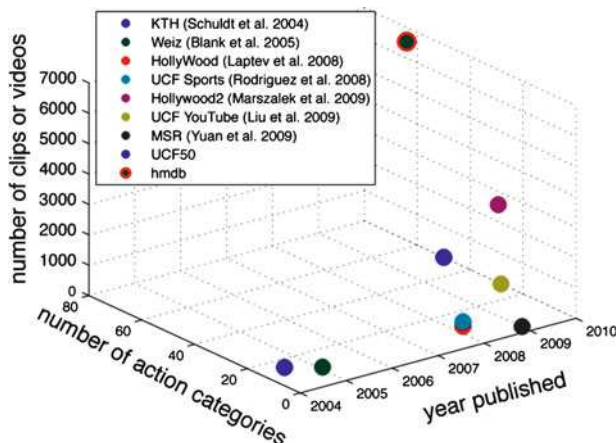 KTH (Schuldt et al. 2004)
Weiz (Blank et al. 2005)
HollyWood (Laptev et al. 2008)
UCF Sports (Rodriguez et al. 2008)
Hollywood2 (Marszalek et al. 2009)
UCF YouTube (Liu et al. 2009)
MSR (Yuan et al. 2009)
UCF50
hmdb
number of clips or videos
7000
6000
5000
4000
3000
2000
1000
0
80
60
40
20
0
number of action categories
2004
2005
2006
2007
2008
2009
2010
year published